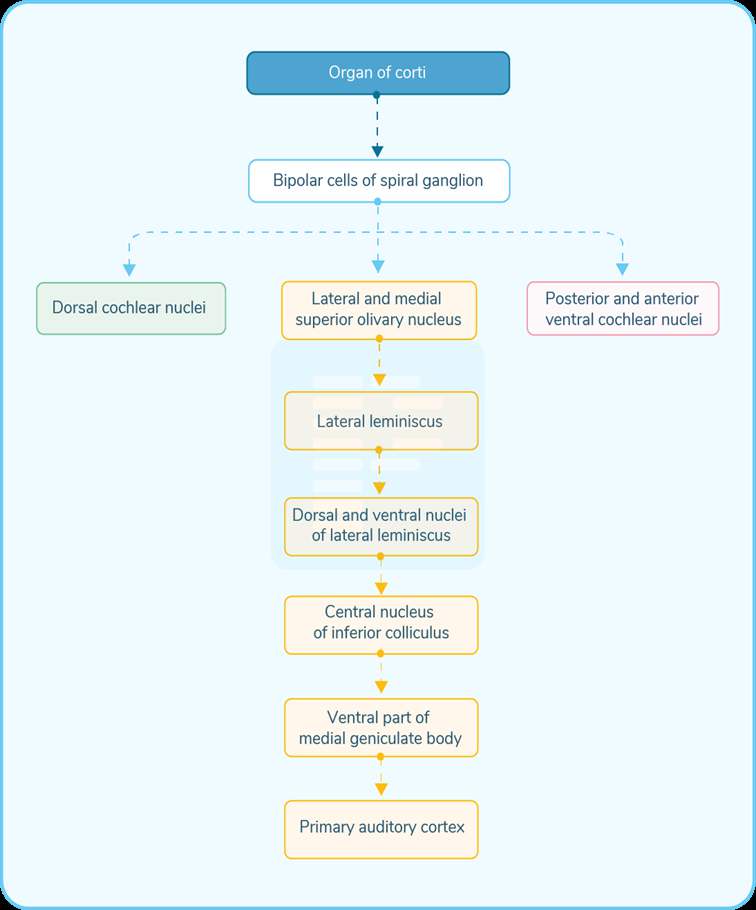 Organ of corti
Bipolar cells of spiral ganglion
Dorsal cochlear nuclei
Lateral and medial
superior olivary nucleus
Posterior and anterior
ventral cochlear nuclei
Lateral leminiscus
Dorsal and ventral nuclei
of lateral leminiscus
Central nucleus
of inferior colliculus
Ventral part of
medial geniculate body
Primary auditory cortex